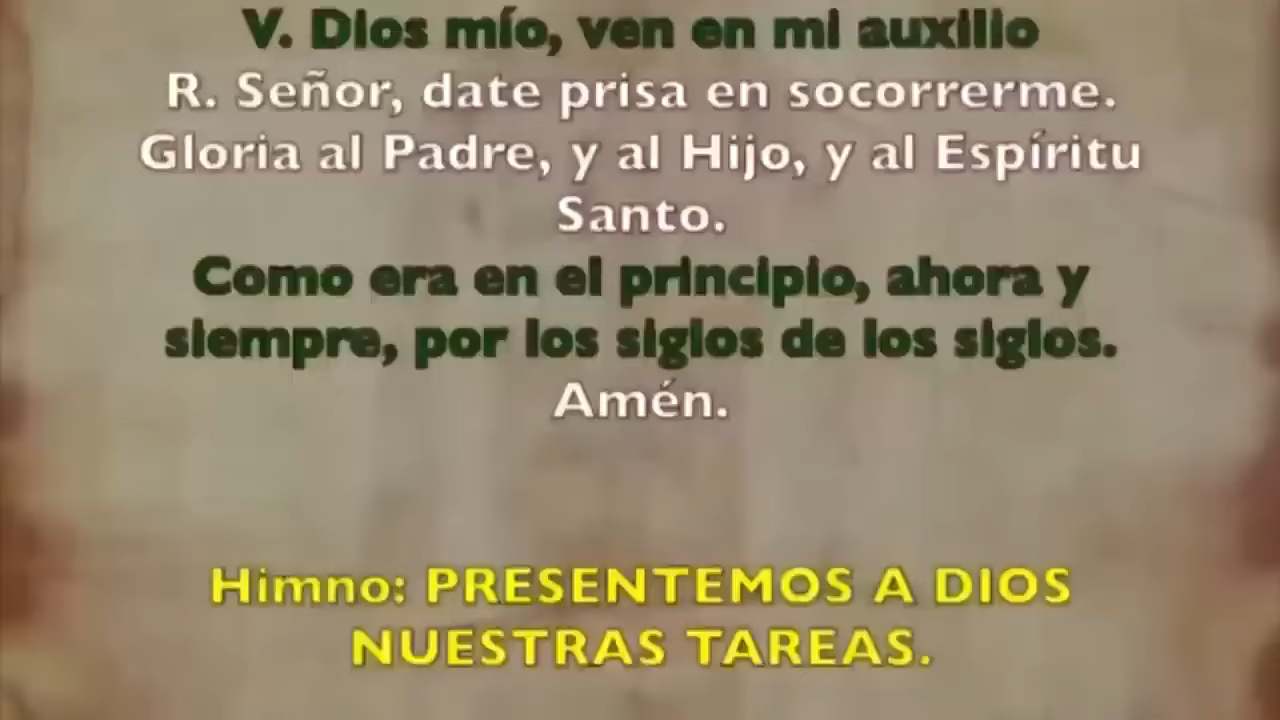 V. Dios mío, ven en mi auxilio
R. Señor, date prisa en socorrerme.
Gloria al Padre, y al Hijo, y al Espíritu
Santo.
Como era en el principio, ahora y
siempre, por los siglos de los siglos.
Amén.
Himno: PRESENTEMOS A DIOS
NUESTRAS TAREAS.